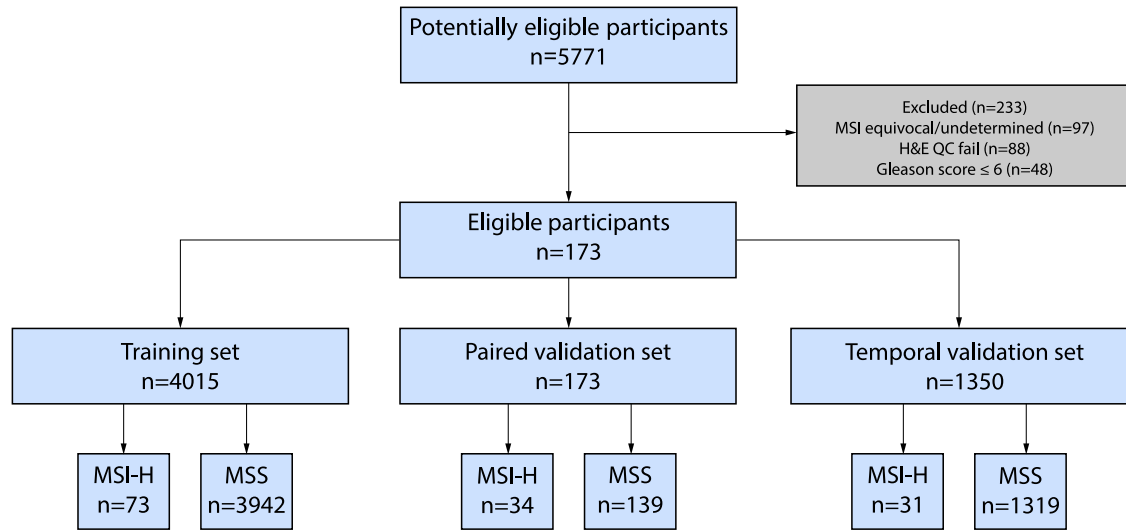 Potentially eligible participants
n=5771
Excluded (n=233)
MSI equivocal/undetermined (n=97)
H&E QC fail (n=88)
Gleason score ≤ 6 (n=48)
Eligible participants
n=173
Training set
n=4015
Paired validation set
n=173
Temporal validation set
n=1350
MSI-H
n=73
MSS
n=3942
MSI-H
n=34
MSS
n=139
MSI-H
n=31
MSS
n=1319